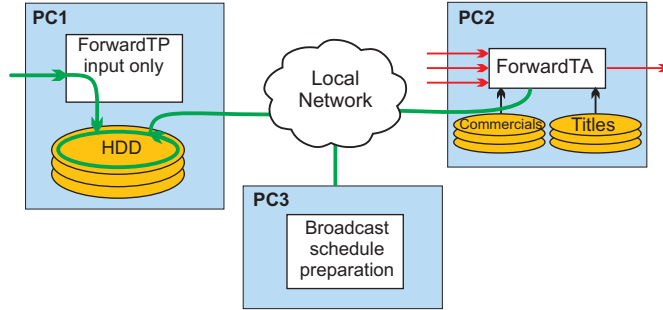 PC1
ForwardTP
input only
HDD
Local
Network
PC2
ForwardTA
Commercials
Titles
PC3
Broadcast
schedule
preparation